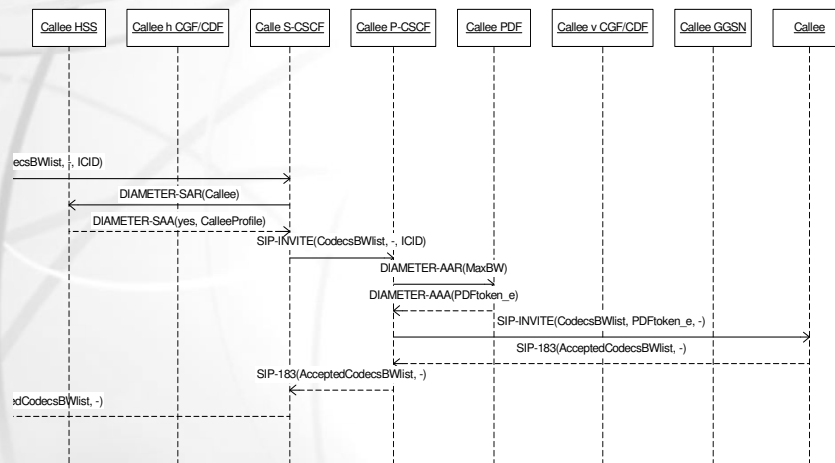 Callee HSS
Callee h CGF/CDF
Calle S-CSCF
Callee P-CSCF
Callee PDF
Callee v CGF/CDF
Callee GGSN
Callee
ecsBWlist, -, ICID)
DIAMETER-SAR(Callee)
DIAMETER-SAA(yes, CalleeProfile)
SIP-INVITE(CodecsBWlist, -, ICID)
DIAMETER-AAR(MaxBW)
DIAMETER-AAA(PDFtoken_e)
SIP-INVITE(CodecsBWlist, PDFtoken_e, -)
SIP-183(AcceptedCodecsBWlist, -)
SIP-183(AcceptedCodecsBWlist, -)
edCodecsBWlist, -)